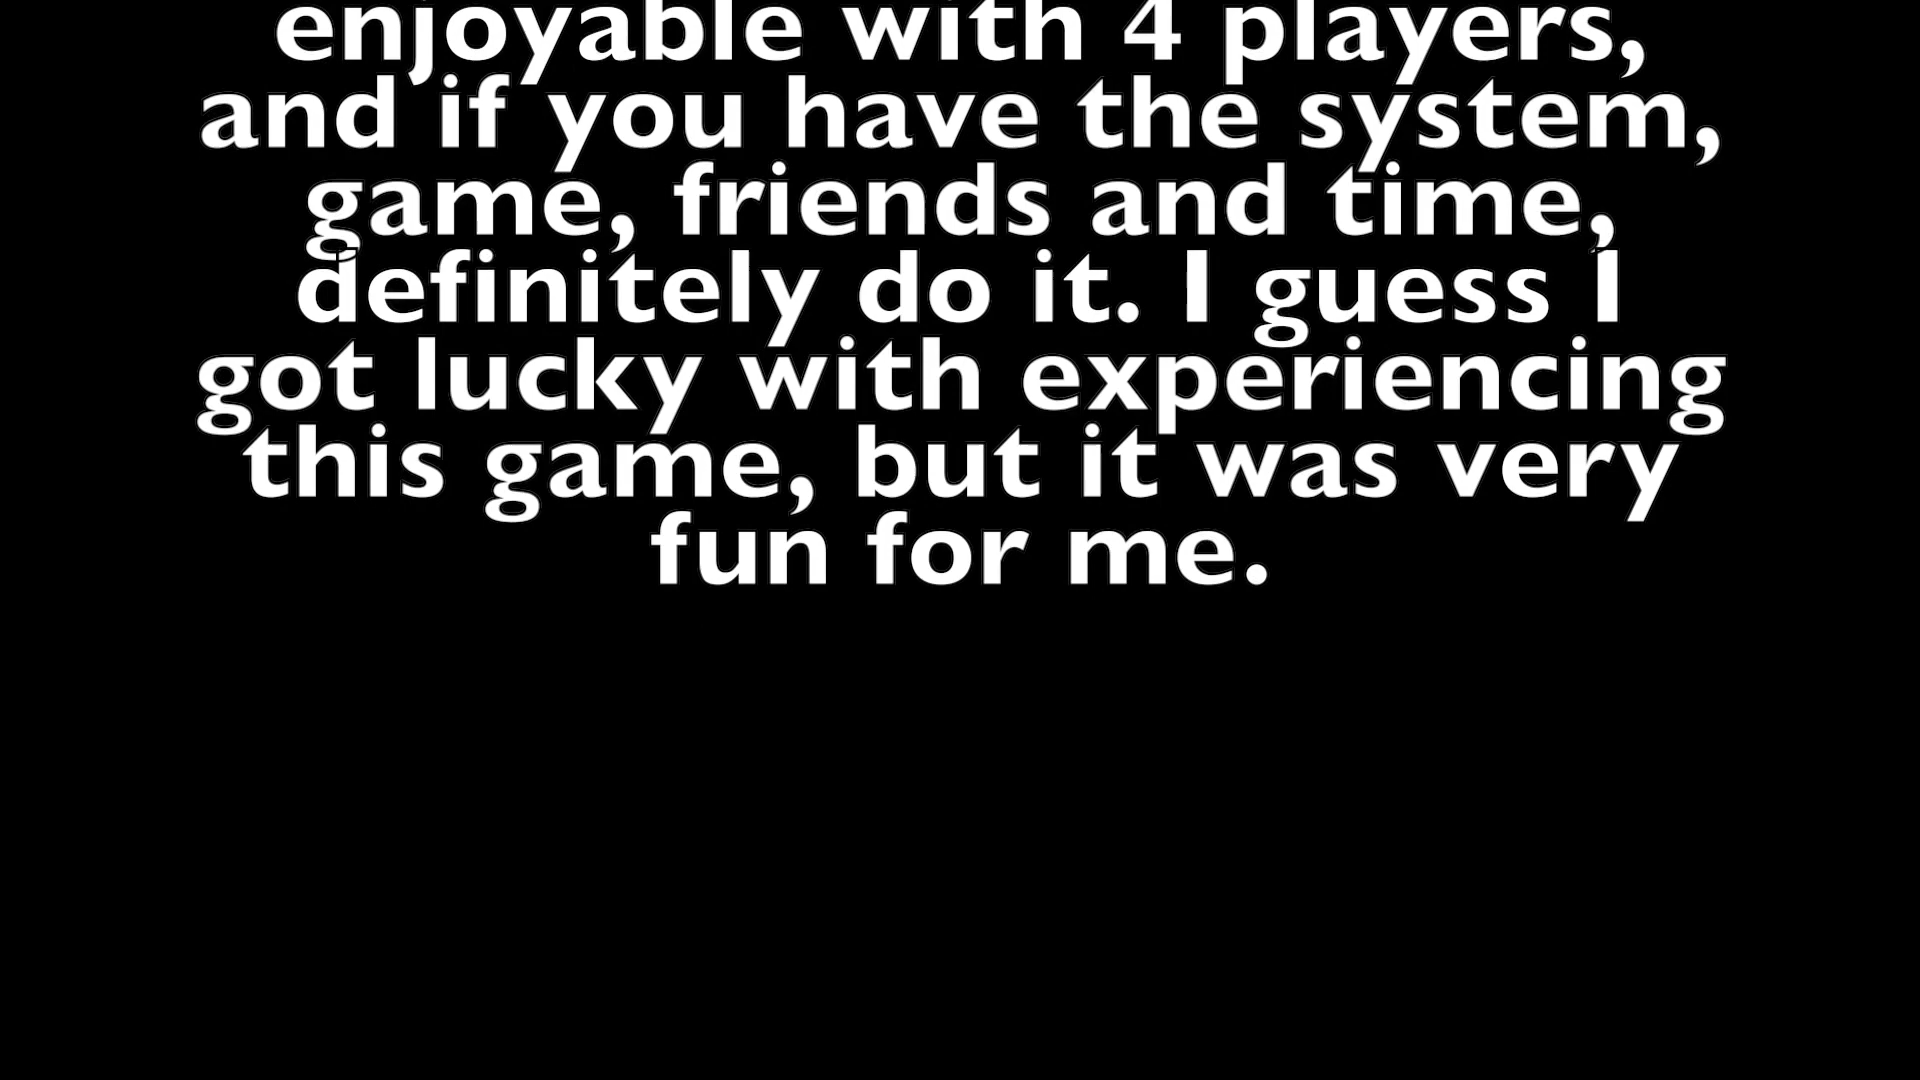 enjoyable with 4 players,
and if you have the system,
game, friends and time,
definitely do it. I guess I
got lucky with experiencing
this game, but it was very
fun for me.